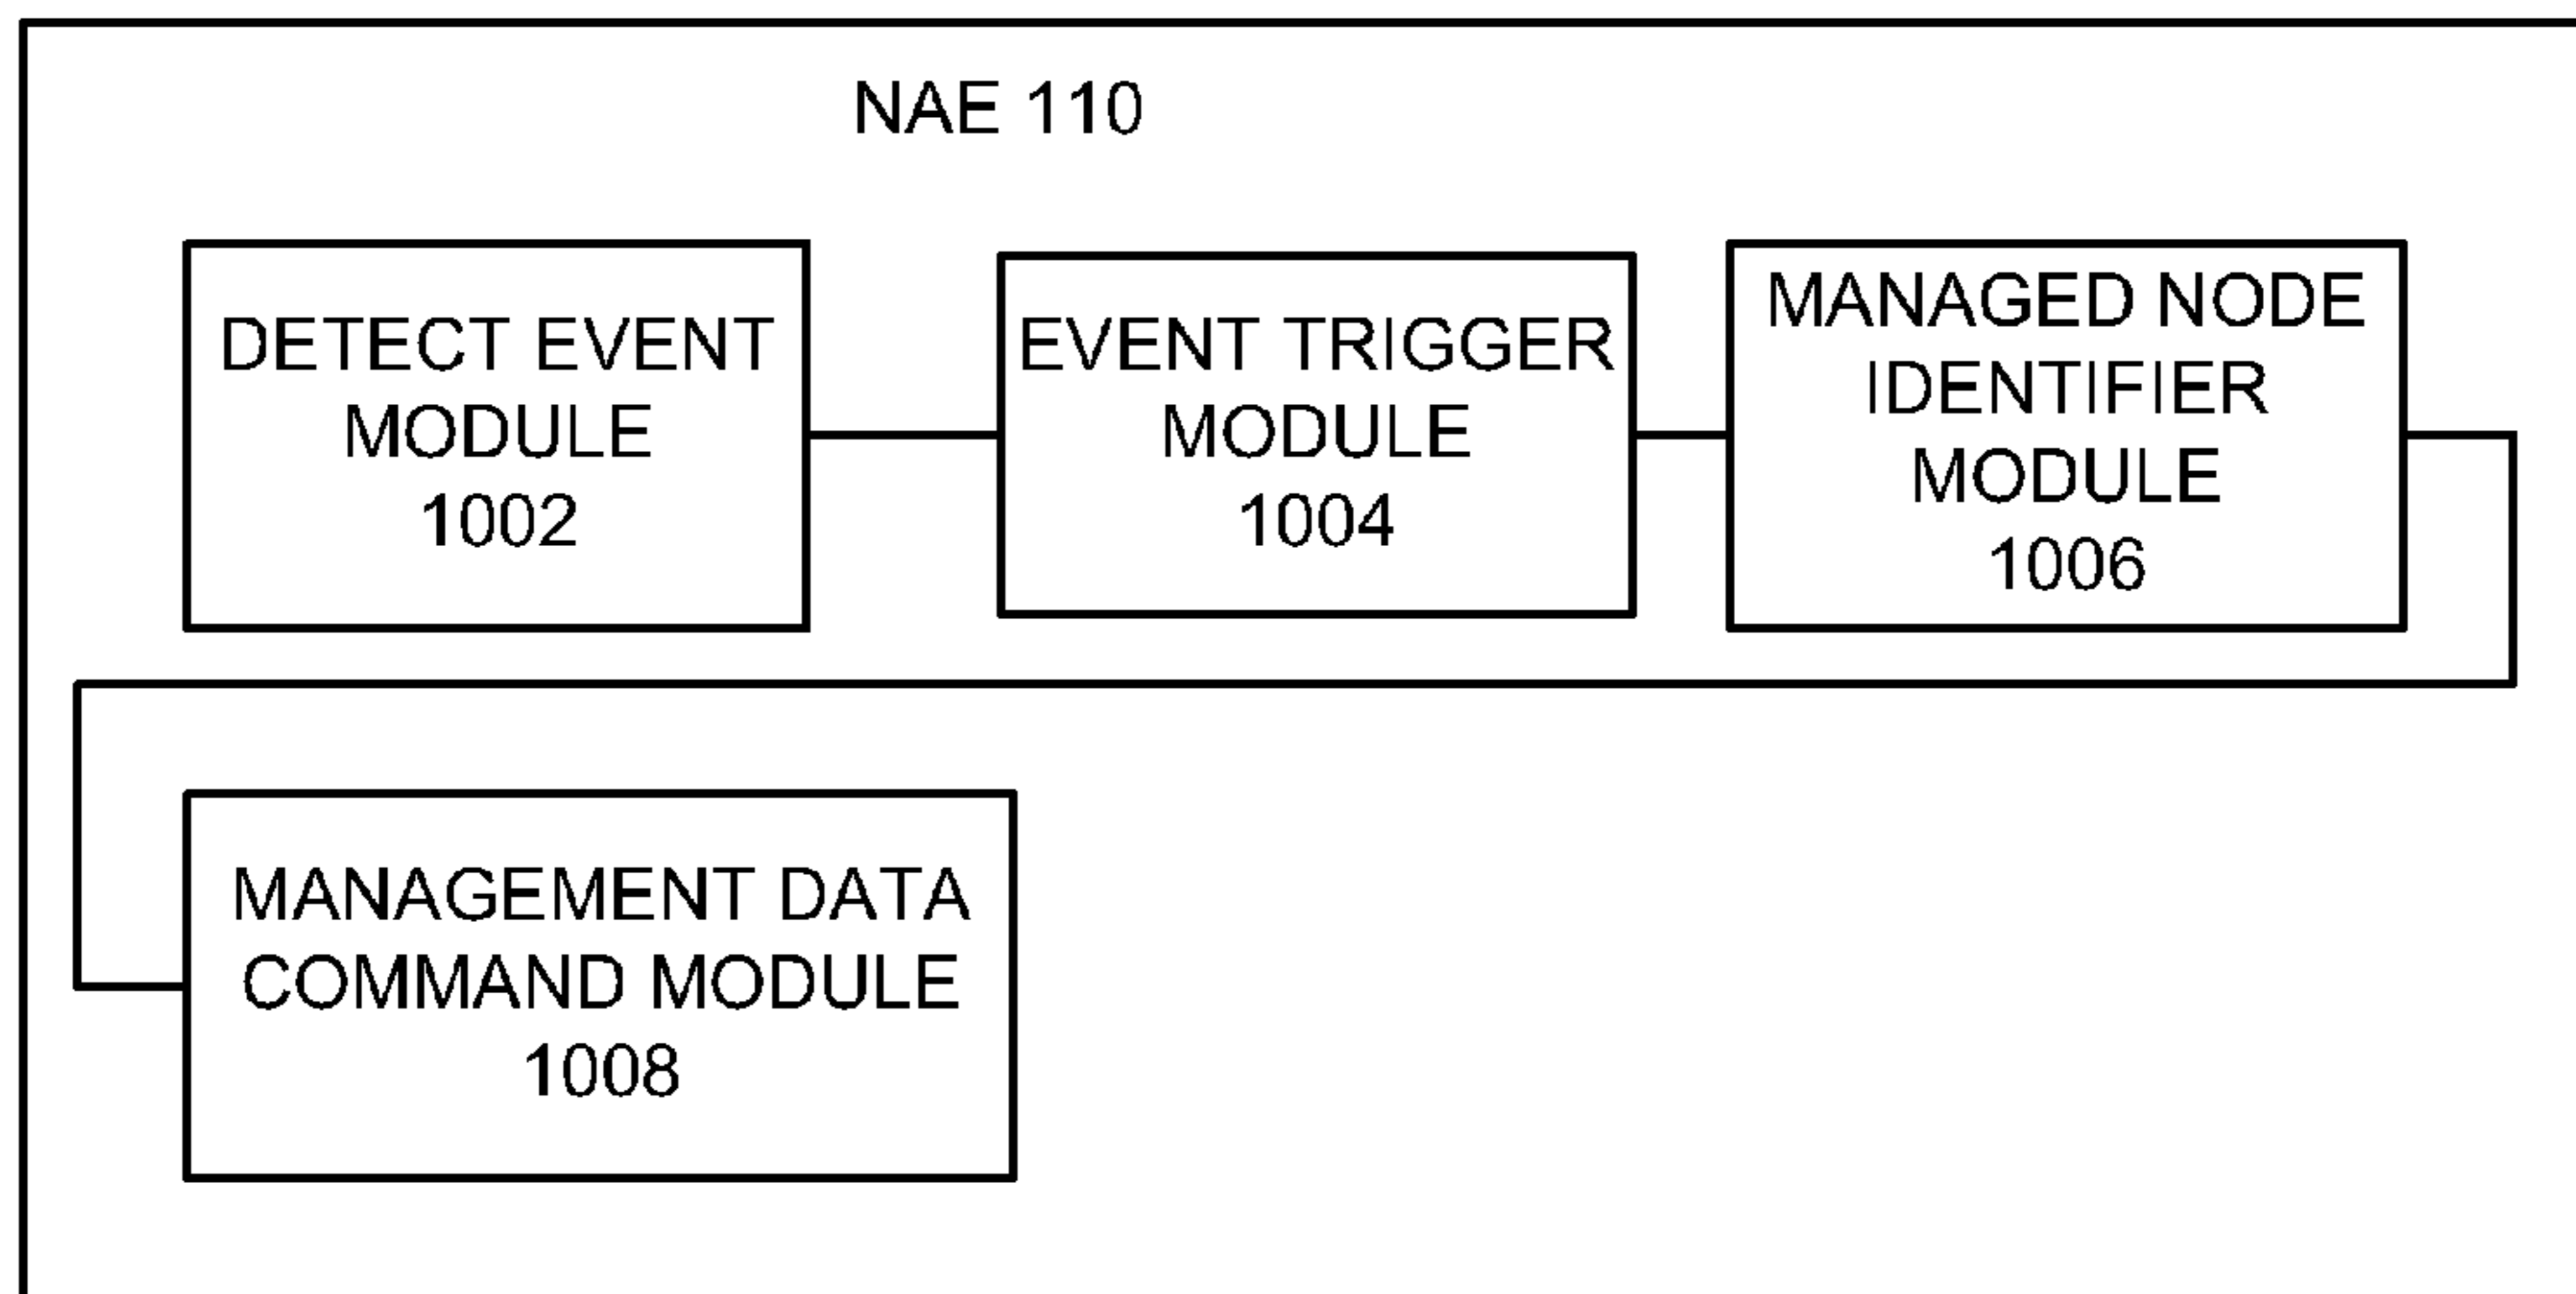 NAE 110
DETECT EVENT
MODULE
1002
EVENT TRIGGER
MODULE
1004
MANAGED NODE
IDENTIFIER
MODULE
1006
MANAGEMENT DATA
COMMAND MODULE
1008